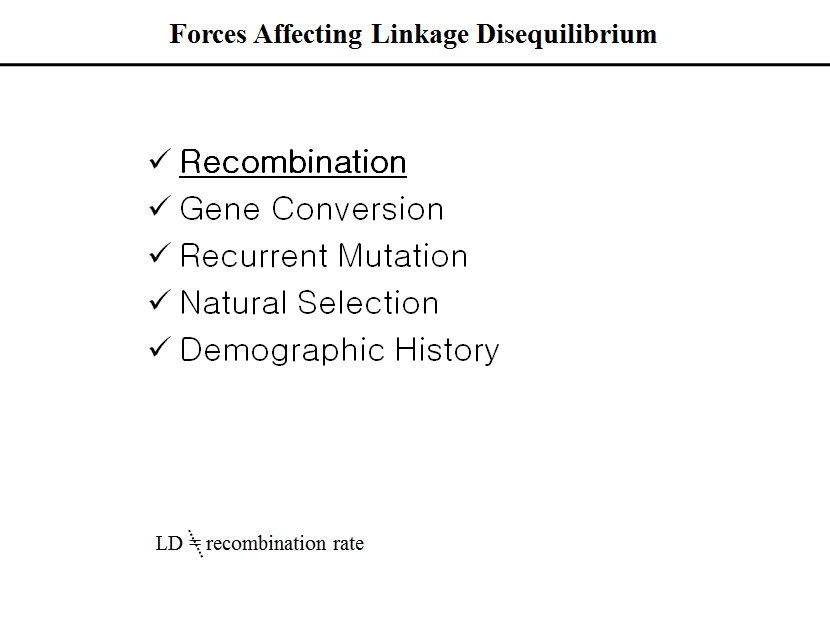 Forces Affecting Linkage Disequilibrium
✓ Recombination
✓ Gene Conversion
✓ Recurrent Mutation
✓ Natural Selection
✓ Demographic History
LD ≠ recombination rate